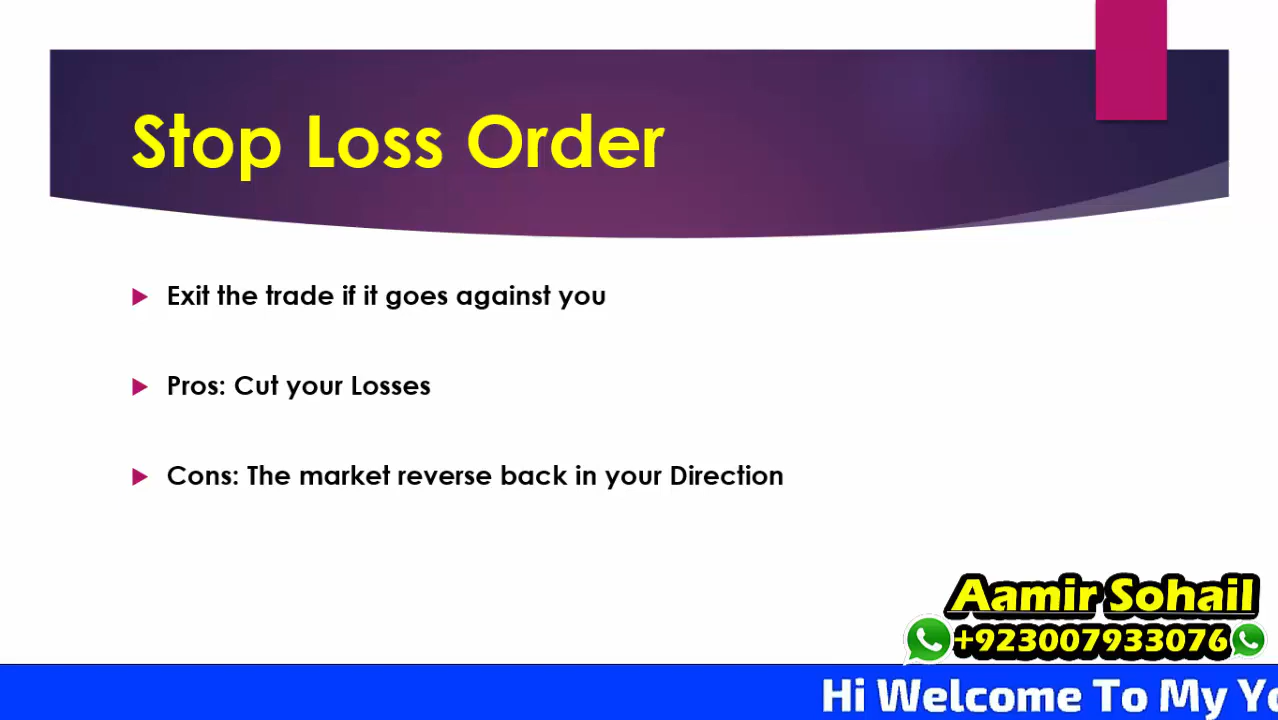 Stop Loss Order
Exit the trade if it goes against you
Pros: Cut your Losses
Cons: The market reverse back in your Direction
Aamir Sohail
+923007933076
Hi Welcome To My Yo